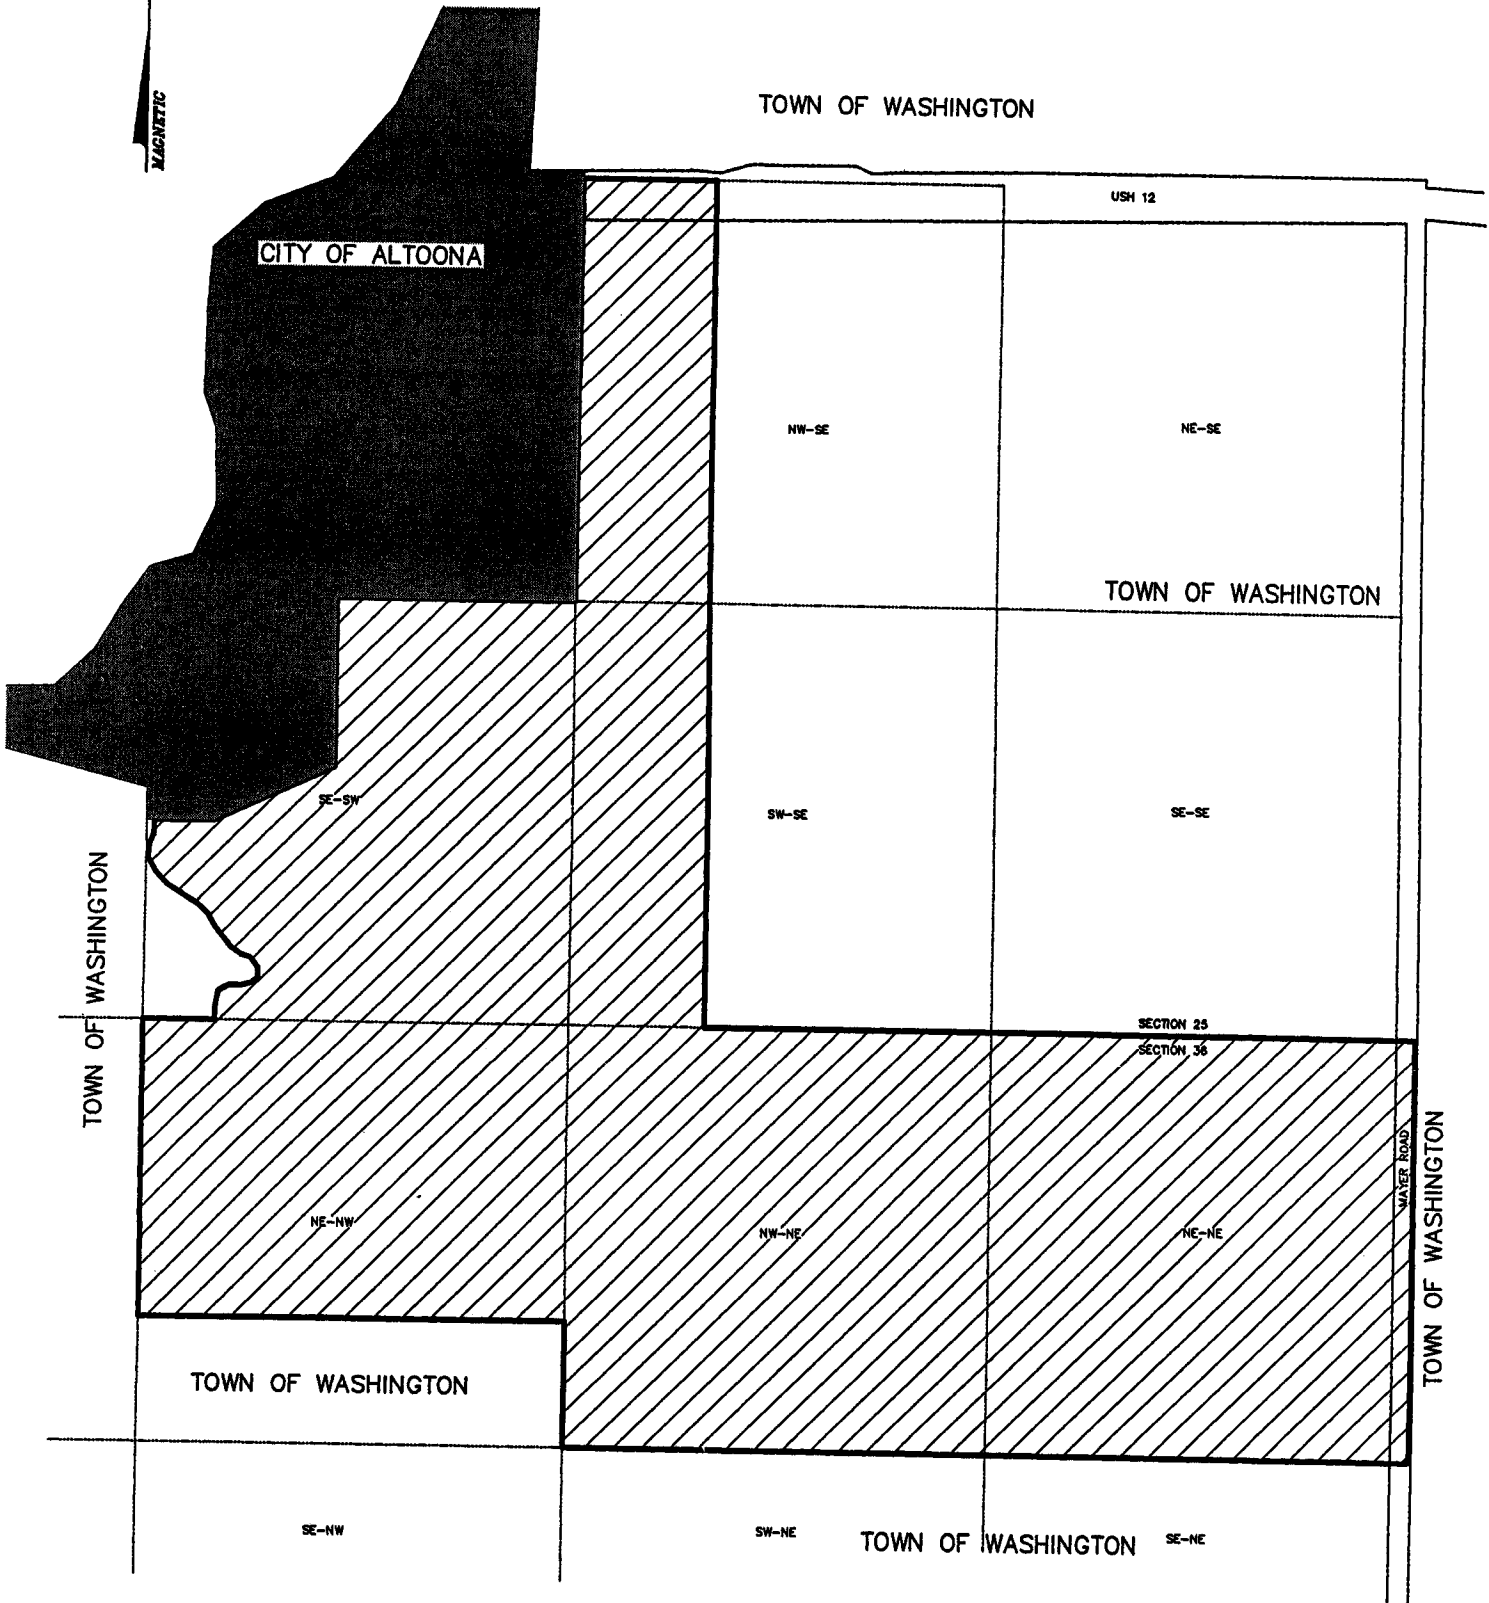 MAGNETIC
TOWN OF WASHINGTON
USH 12
CITY OF ALTOONA
NW-SE
NE-SE
TOWN OF WASHINGTON
SE-SW
SW-SE
SE-SE
TOWN OF WASHINGTON
SECTION 25
SECTION 36
MAYER ROAD
TOWN OF WASHINGTON
NE-NW
NW-NE
NE-NE
TOWN OF WASHINGTON
SE-NW
SW-NE
TOWN OF WASHINGTON
SE-NE